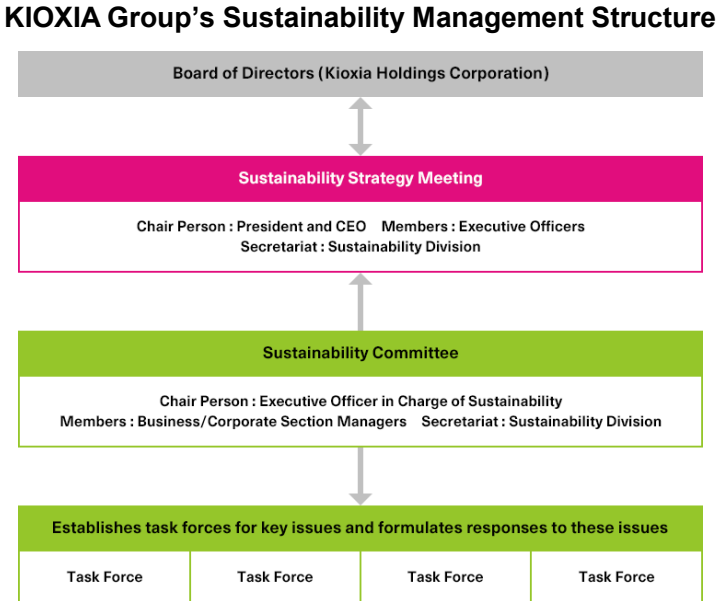 KIOXIA Group’s Sustainability Management Structure
Board of Directors (Kioxia Holdings Corporation)
Sustainability Strategy Meeting
Chair Person : President and CEO Members : Executive Officers
Secretariat : Sustainability Division
Sustainability Committee
Chair Person : Executive Officer in Charge of Sustainability
Members : Business/Corporate Section Managers Secretariat : Sustainability Division
Establishes task forces for key issues and formulates responses to these issues
Task Force Task Force Task Force Task Force